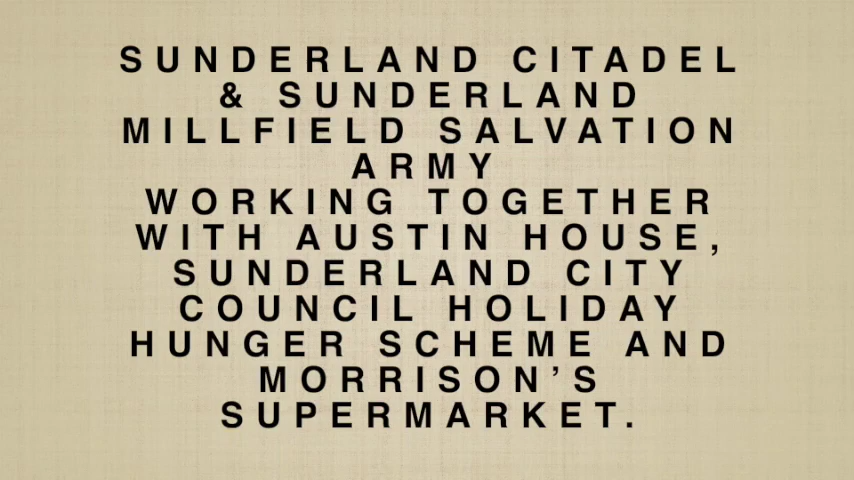 SUNDERLAND CITADEL
& SUNDERLAND
MILLFIELD SALVATION
ARMY
WORKING TOGETHER
WITH AUSTIN HOUSE,
SUNDERLAND CITY
COUNCIL HOLIDAY
HUNGER SCHEME AND
MORRISON’S
SUPERMARKET.